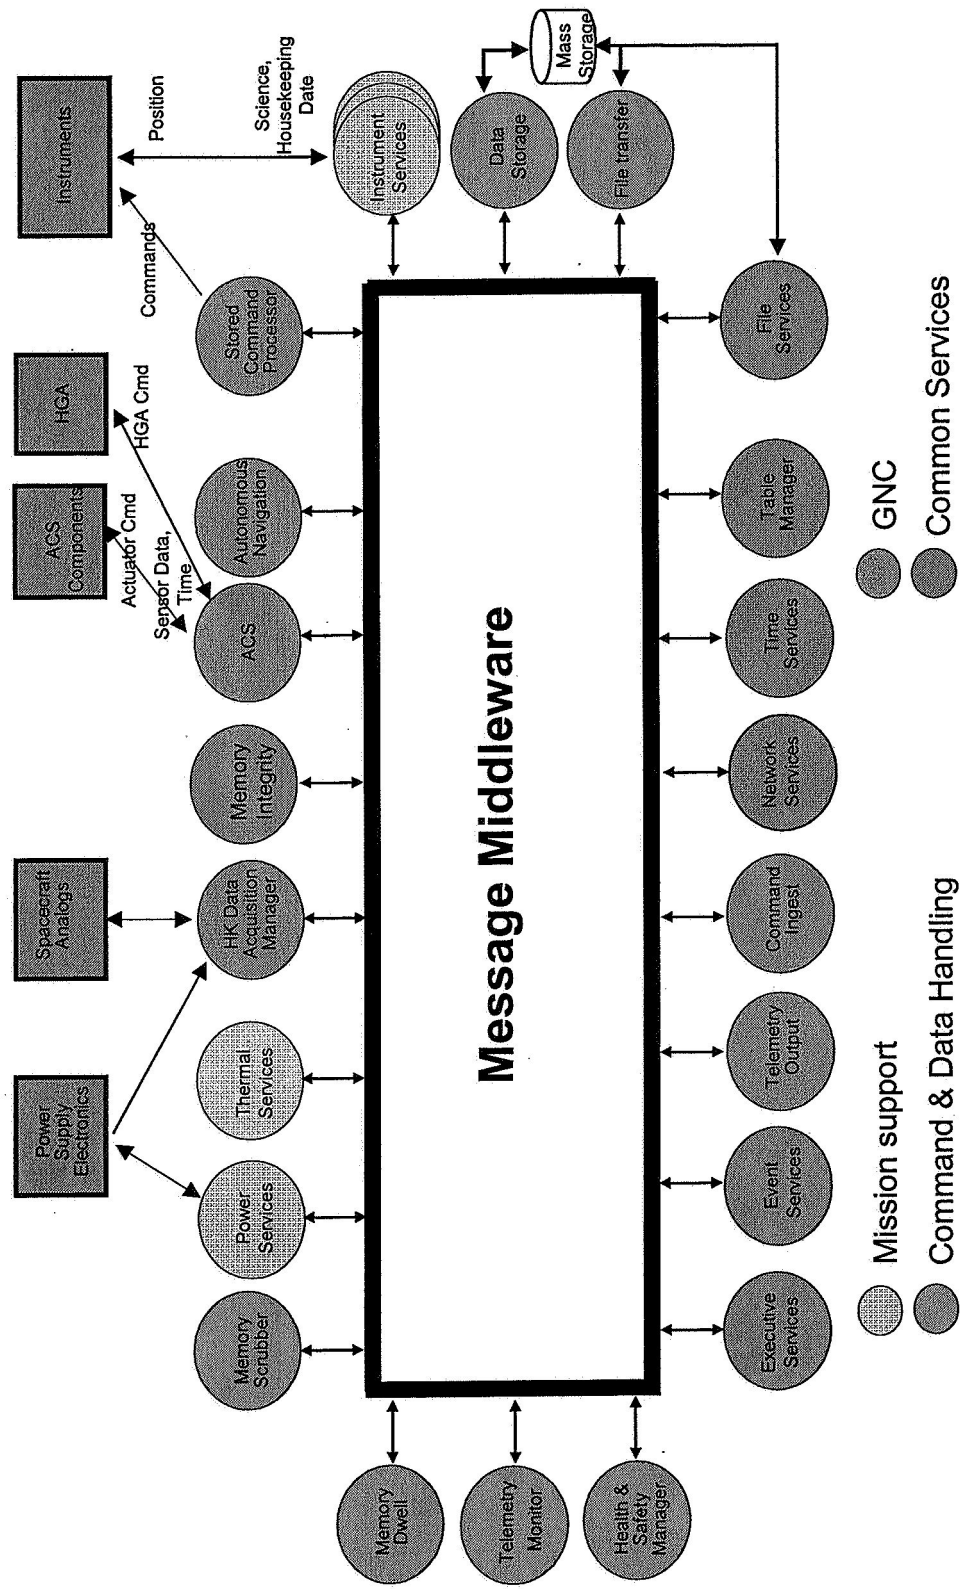 Power
Supply
Electronics
Spacecraft
Analogs
ACS
Components
HGA
Instruments
Actuator Cmd
Sensor Data,
Time
HGA Cmd
Commands
Position
Science,
Housekeeping
Date
Memory
Scrubber
Power
Services
Thermal
Services
HK Data
Acquisition
Manager
Memory
Integrity
ACS
Autonomous
Navigation
Stored
Command
Processor
Instrument
Services
Data
Storage
File transfer
Mass
Storage
Memory
Dwell
Telemetry
Monitor
Health &
Safety
Manager
Message Middleware
Executive
Services
Event
Services
Telemetry
Output
Command
Ingest
Network
Services
Time
Services
Table
Manager
File
Services
Mission support
GNC
Command & Data Handling
Common Services